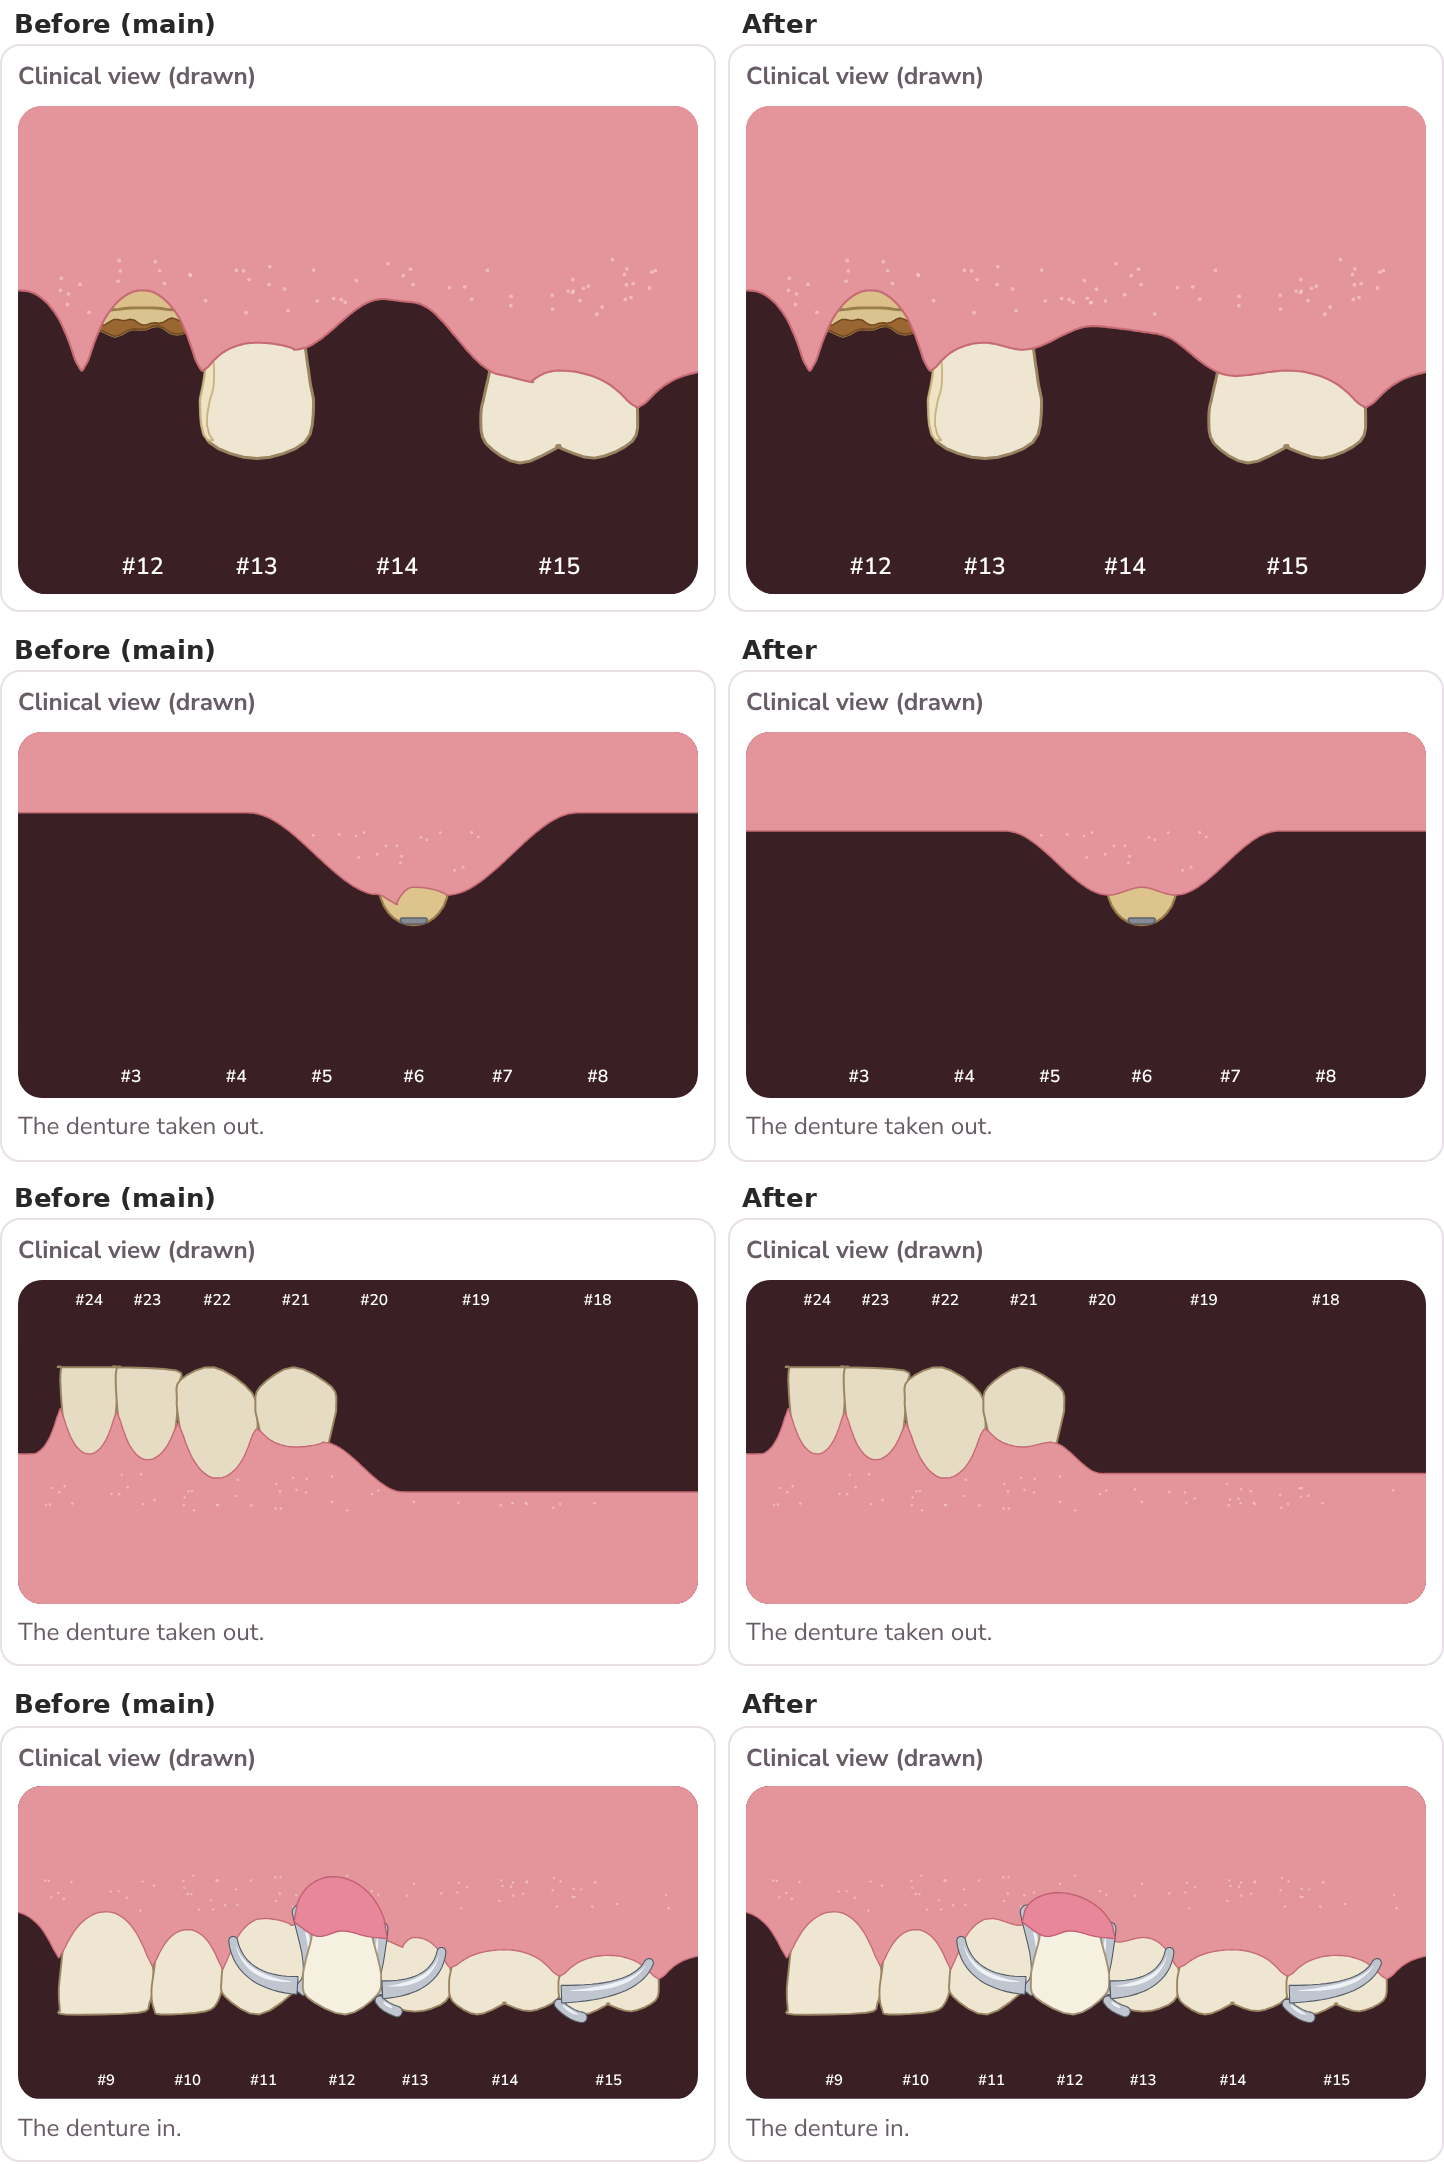 Before (main) After
Clinical view (drawn) Clinical view (drawn)
#12 #13 #14 #15 #12 #13 #14 #15
Before (main) After
Clinical view (drawn) Clinical view (drawn)
#3 #4 #5 #6 #7 #8 #3 #4 #5 #6 #7 #8
The denture taken out. The denture taken out.
Before (main) After
Clinical view (drawn) Clinical view (drawn)
#24 #23 #22 #21 #20 #19 #18 #24 #23 #22 #21 #20 #19 #18
The denture taken out. The denture taken out.
Before (main) After
Clinical view (drawn) Clinical view (drawn)
#9 #10 #11 #12 #13 #14 #15 #9 #10 #11 #12 #13 #14 #15
The denture in. The denture in.